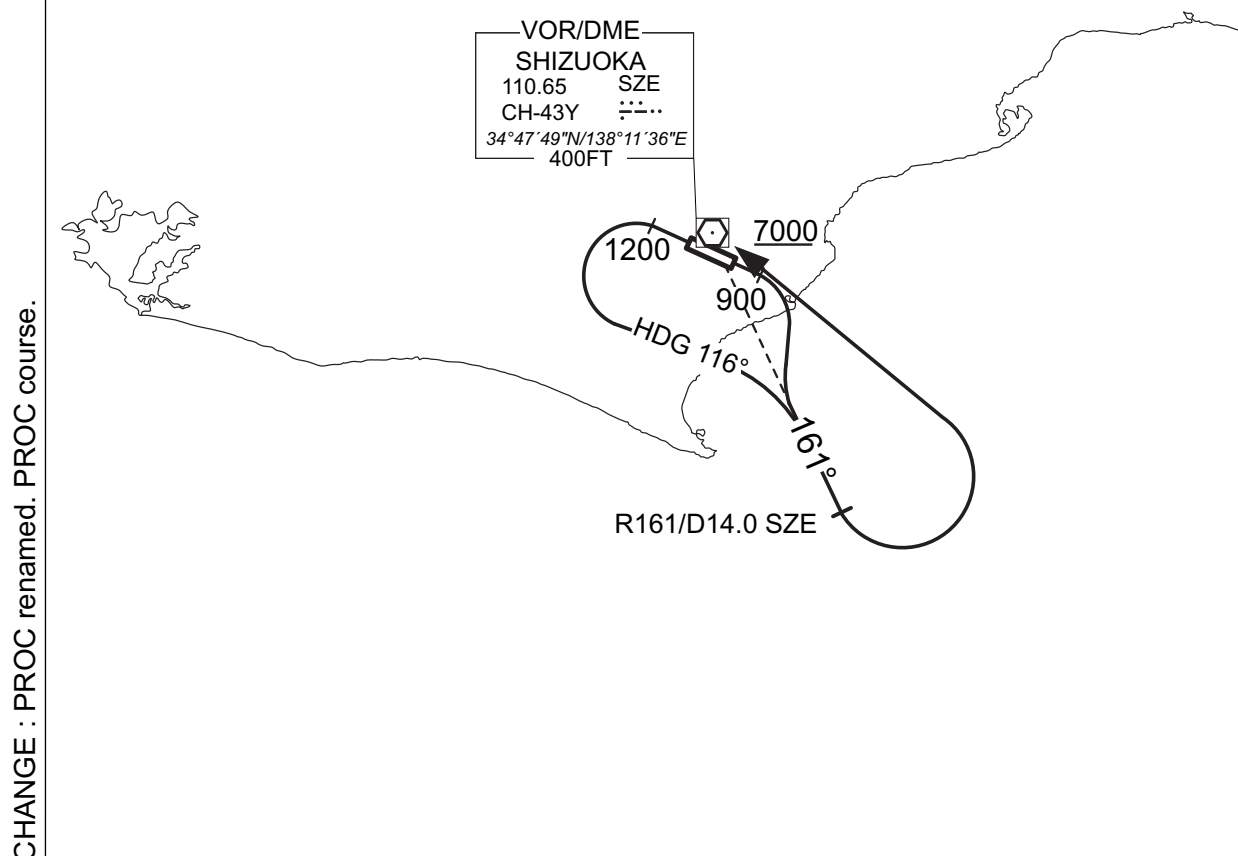 VOR/DME
SHIZUOKA
110.65 SZE
CH-43Y
34°47´49"N/138°11´36"E
400FT
1200
7000
900
HDG 116°
161°
R161/D14.0 SZE
CHANGE : PROC renamed. PROC course.